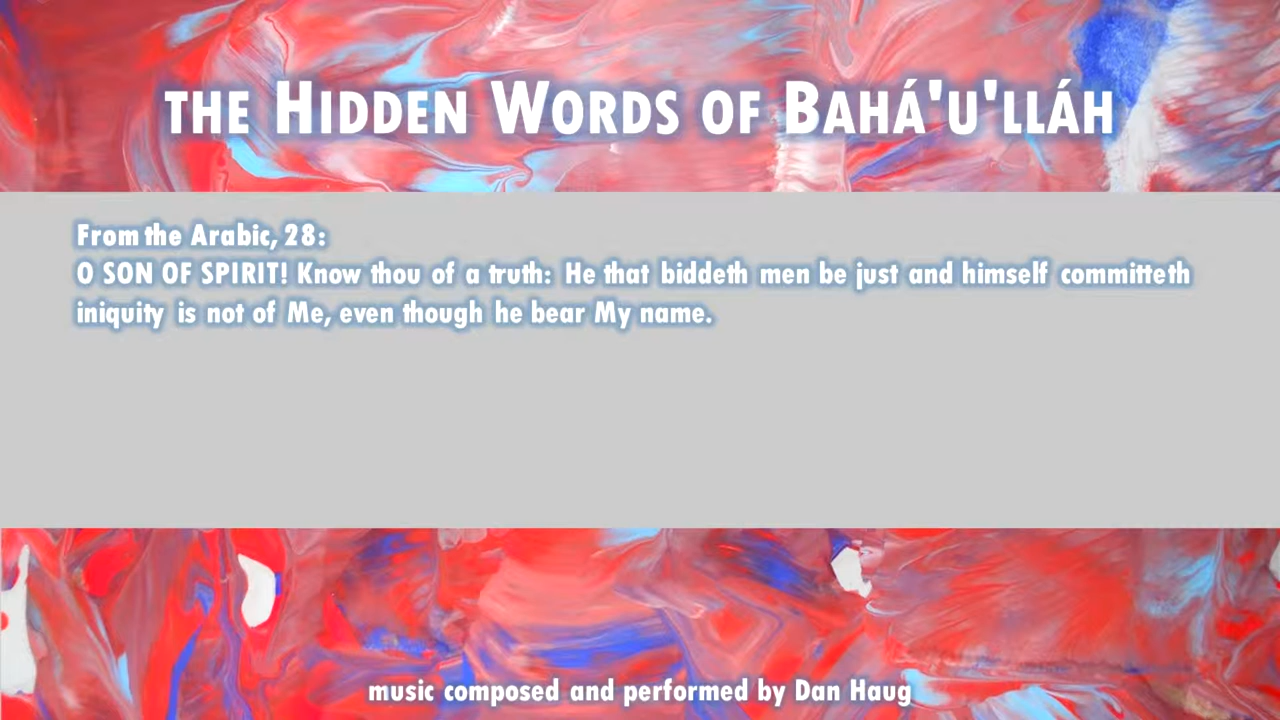 THE HIDDEN WORDS OF BAHÁ'U'LLÁH
From the Arabic, 28:
O SON OF SPIRIT! Know thou of a truth: He that biddeth men be just and himself committeth
iniquity is not of Me, even though he bear My name.
music composed and performed by Dan Haug